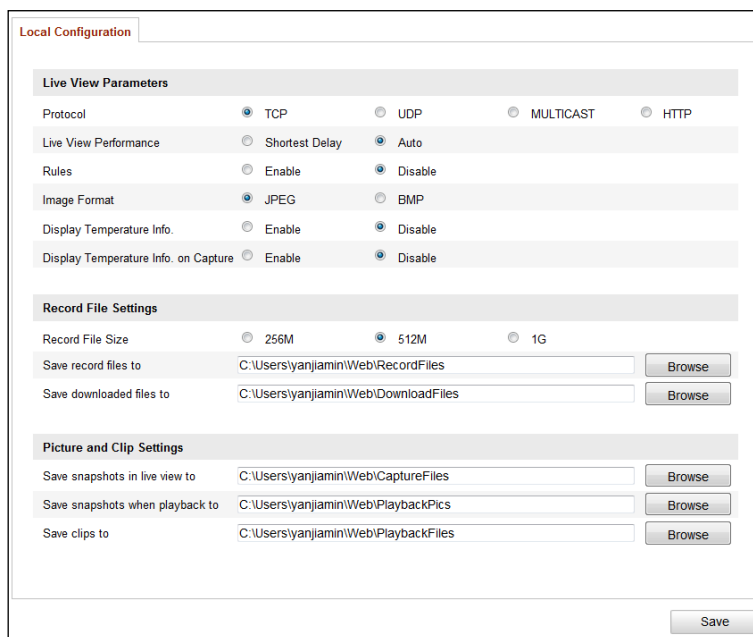 Local Configuration
Live View Parameters
Protocol TCP UDP MULTICAST HTTP
Live View Performance Shortest Delay Auto
Rules Enable Disable
Image Format JPEG BMP
Display Temperature Info. Enable Disable
Display Temperature Info. on Capture Enable Disable
Record File Settings
Record File Size 256M 512M 1G
Save record files to C:\Users\yanjiamin\Web\RecordFiles Browse
Save downloaded files to C:\Users\yanjiamin\Web\DownloadFiles Browse
Picture and Clip Settings
Save snapshots in live view to C:\Users\yanjiamin\Web\CaptureFiles Browse
Save snapshots when playback to C:\Users\yanjiamin\Web\PlaybackPics Browse
Save clips to C:\Users\yanjiamin\Web\PlaybackFiles Browse
Save